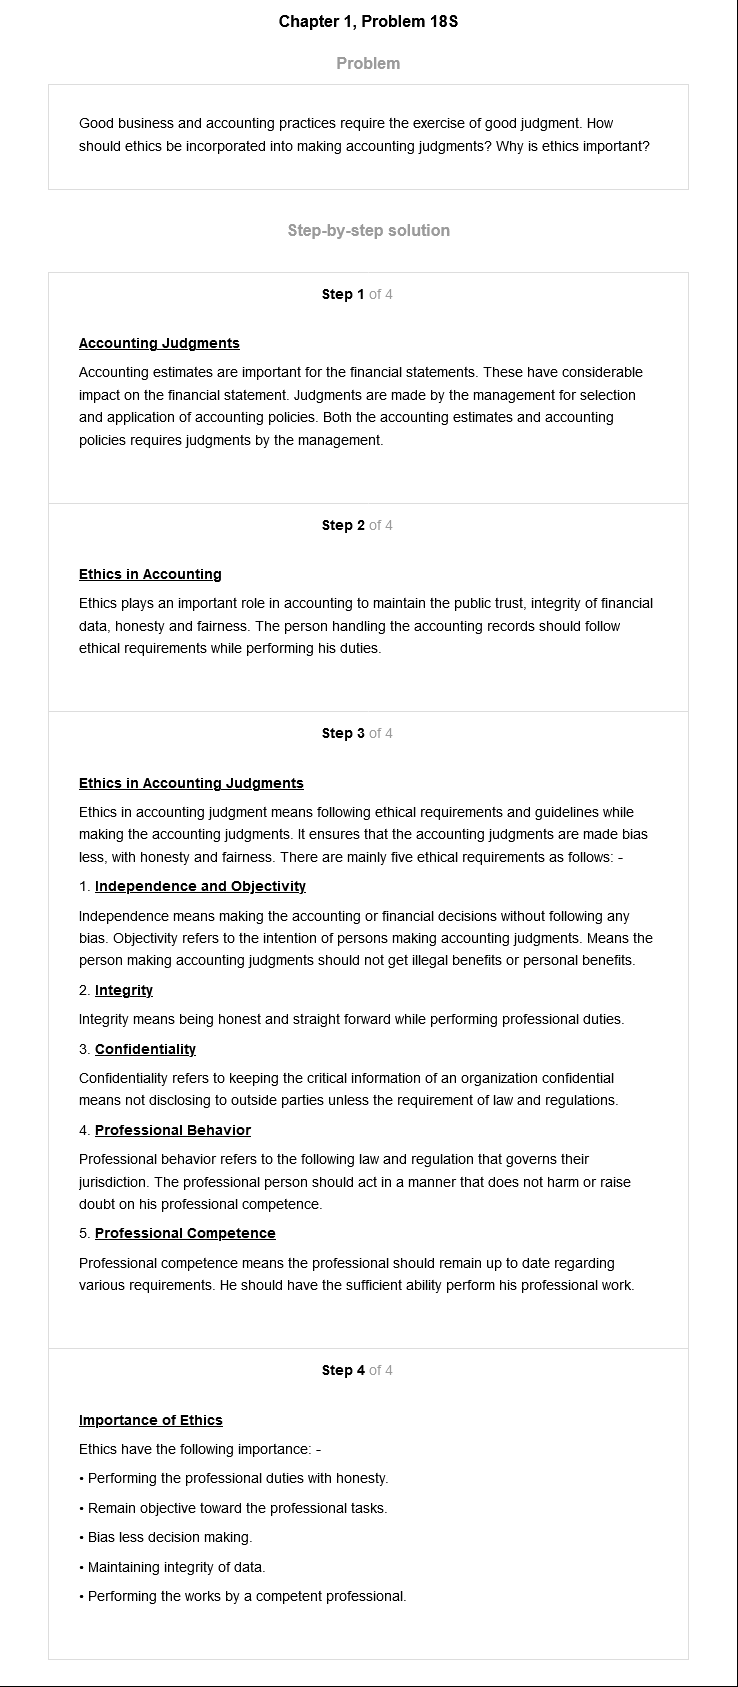 Chapter 1, Problem 18S
Problem
Good business and accounting practices require the exercise of good judgment. How
should ethics be incorporated into making accounting judgments? Why is ethics important?
Step-by-step solution
Step 1 of 4
Accounting Judgments
Accounting estimates are important for the financial statements. These have considerable
impact on the financial statement. Judgments are made by the management for selection
and application of accounting policies. Both the accounting estimates and accounting
policies requires judgments by the management.
Step 2 of 4
Ethics in Accounting
Ethics plays an important role in accounting to maintain the public trust, integrity of financial
data, honesty and fairness. The person handling the accounting records should follow
ethical requirements while performing his duties.
Step 3 of 4
Ethics in Accounting Judgments
Ethics in accounting judgment means following ethical requirements and guidelines while
making the accounting judgments. It ensures that the accounting judgments are made bias
less, with honesty and fairness. There are mainly five ethical requirements as follows: -
1. Independence and Objectivity
Independence means making the accounting or financial decisions without following any
bias. Objectivity refers to the intention of persons making accounting judgments. Means the
person making accounting judgments should not get illegal benefits or personal benefits.
2. Integrity
Integrity means being honest and straight forward while performing professional duties.
3. Confidentiality
Confidentiality refers to keeping the critical information of an organization confidential
means not disclosing to outside parties unless the requirement of law and regulations.
4. Professional Behavior
Professional behavior refers to the following law and regulation that governs their
jurisdiction. The professional person should act in a manner that does not harm or raise
doubt on his professional competence.
5. Professional Competence
Professional competence means the professional should remain up to date regarding
various requirements. He should have the sufficient ability perform his professional work.
Step 4 of 4
Importance of Ethics
Ethics have the following importance: -
• Performing the professional duties with honesty.
• Remain objective toward the professional tasks.
• Bias less decision making.
• Maintaining integrity of data.
• Performing the works by a competent professional.